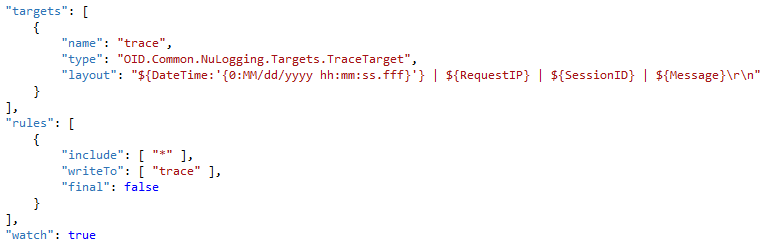 "targets": [
    {
        "name": "trace",
        "type": "OID.Common.NuLogging.Targets.TraceTarget",
        "layout": "${DateTime:'{0:MM/dd/yyyy hh:mm:ss.fff}'} | ${RequestIP} | ${SessionID} | ${Message}\r\n"
    }
],
"rules": [
    {
        "include": [ "*" ],
        "writeTo": [ "trace" ],
        "final": false
    }
],
"watch": true